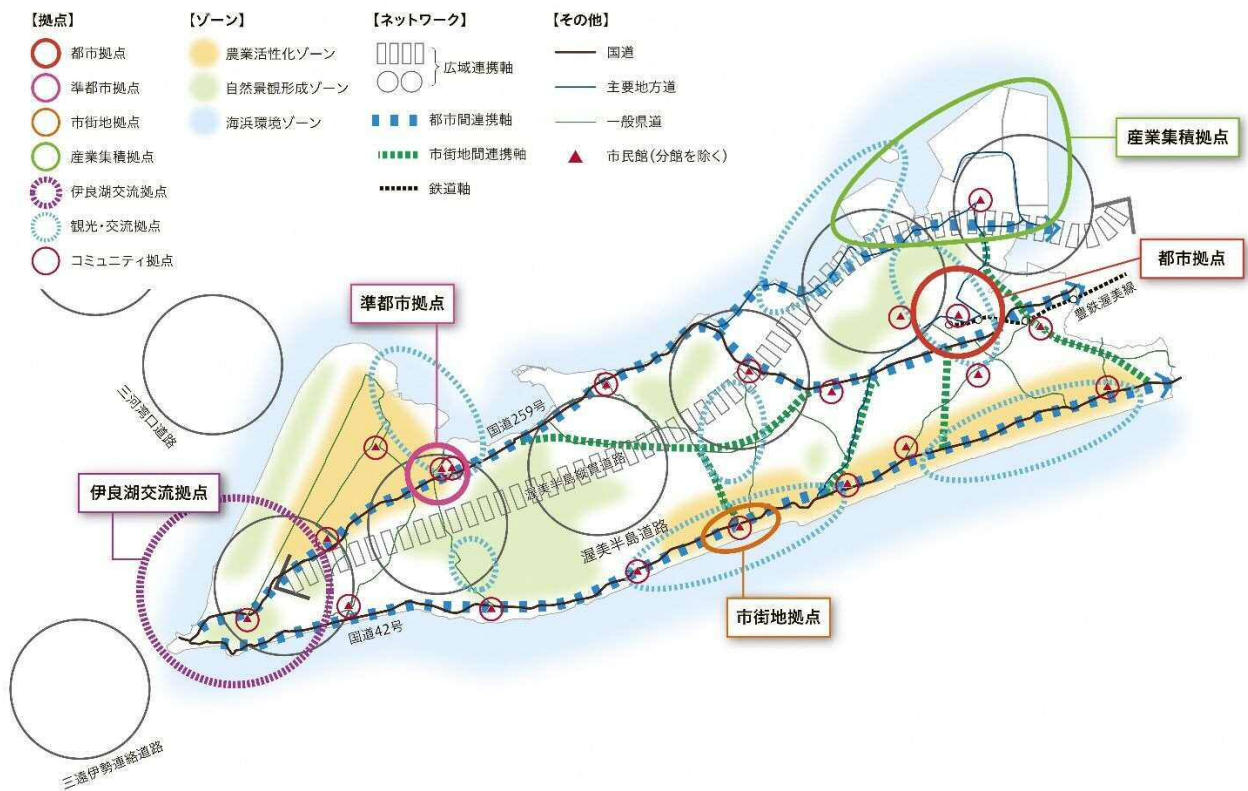 【拠点】
都市拠点
準都市拠点
市街地拠点
産業集積拠点
伊良湖交流拠点
観光・交流拠点
コミュニティ拠点
【ゾーン】
農業活性化ゾーン
自然景観形成ゾーン
海浜環境ゾーン
【ネットワーク】
広域連携軸
都市間連携軸
市街地間連携軸
鉄道軸
【その他】
国道
主要地方道
一般県道
市民館(分館を除く)
産業集積拠点
都市拠点
豊鉄渥美線
準都市拠点
三河湾口道路
国道259号
渥美半島縦貫道路
伊良湖交流拠点
渥美半島道路
市街地拠点
国道42号
三遠伊勢連絡道路